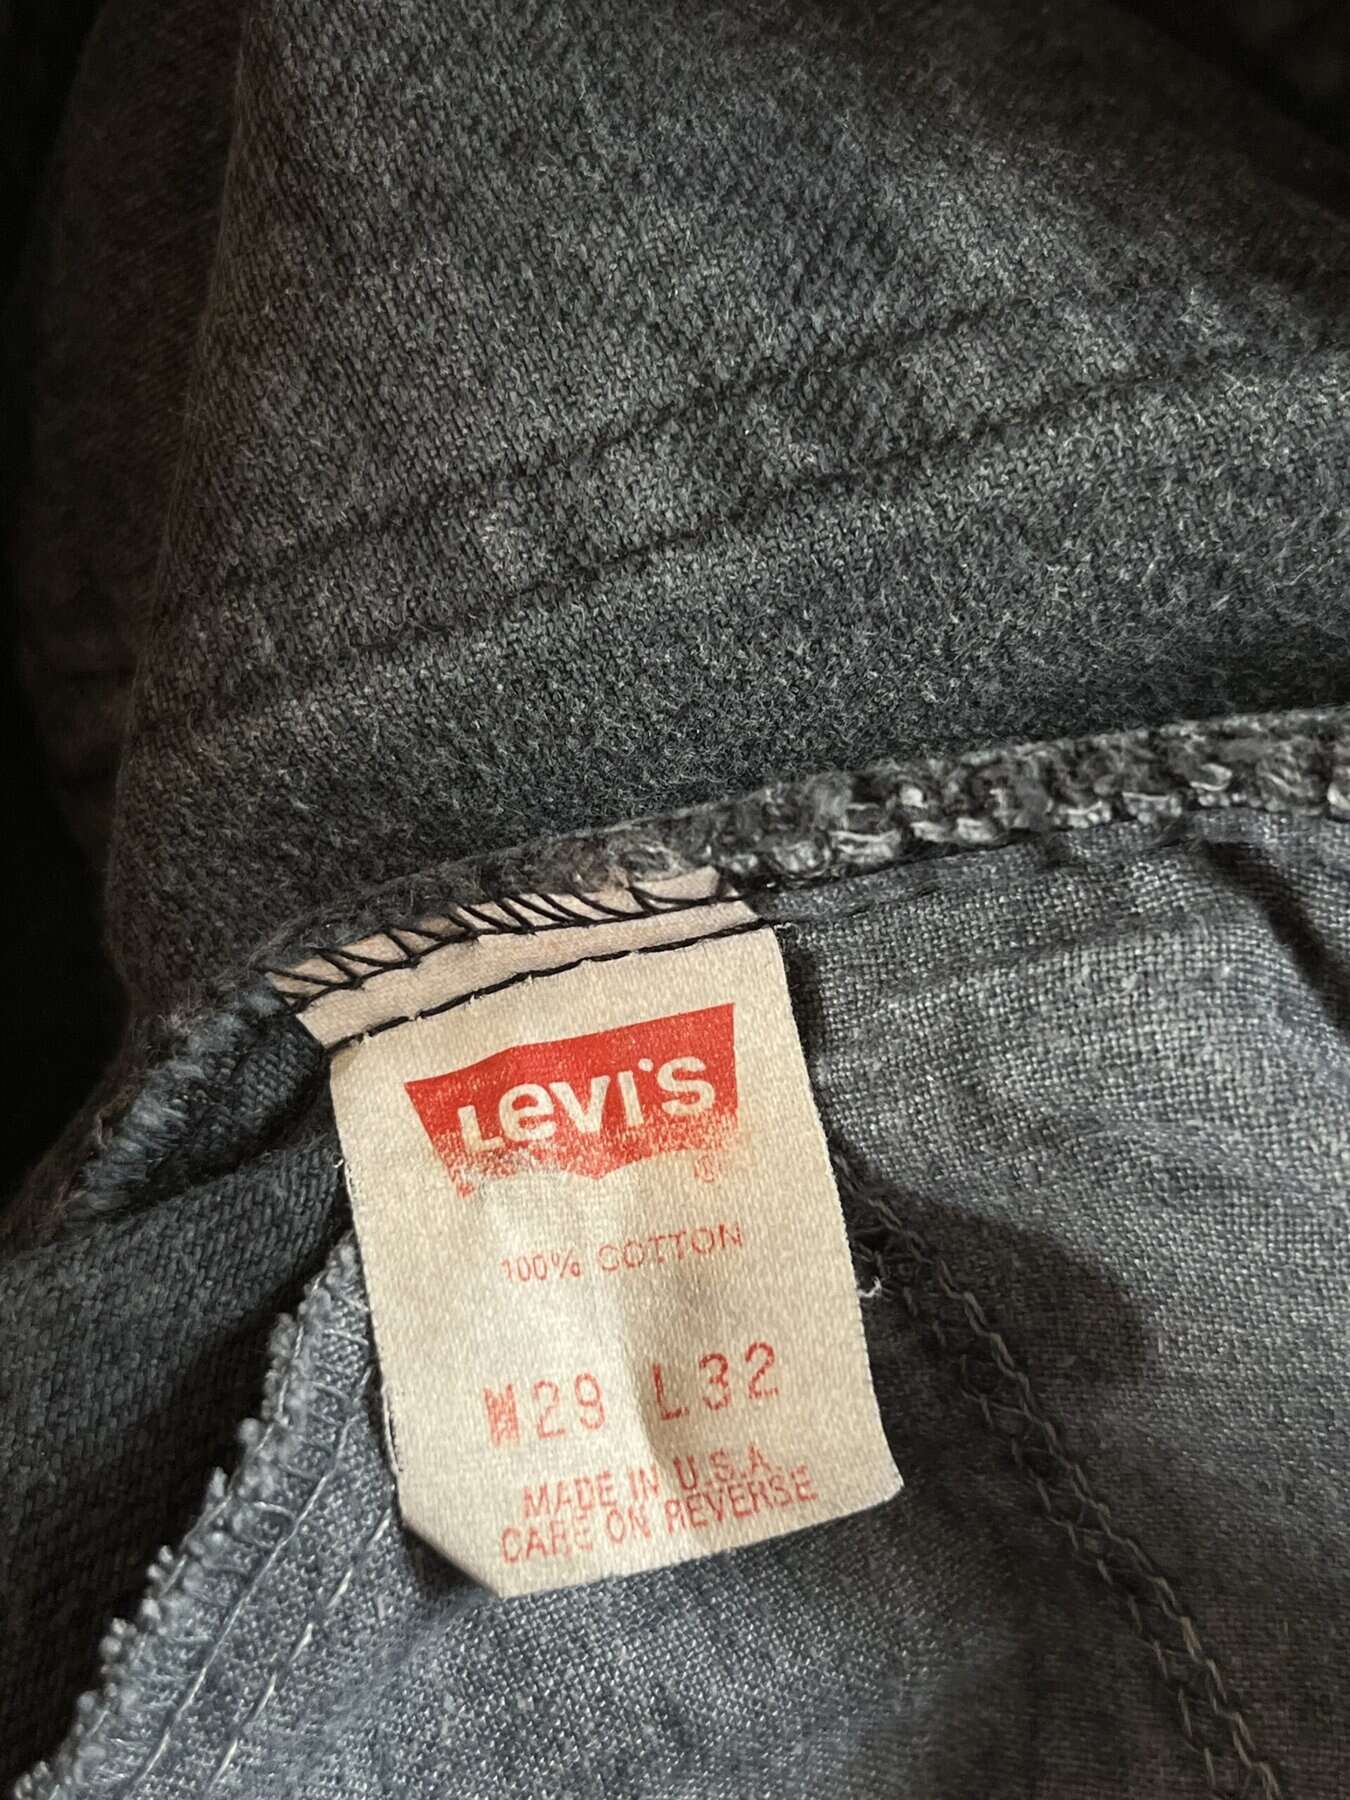 Levi's ®
100% COTTON
W29 L32
MADE IN U.S.A.
CARE ON REVERSE